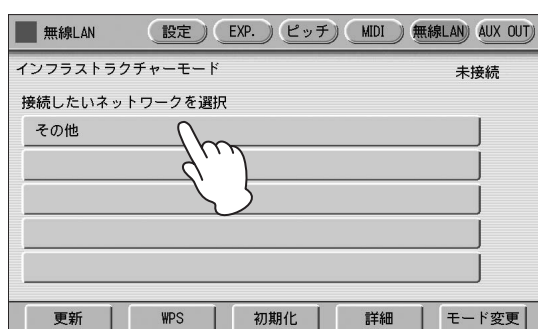 無線LAN 設定 EXP. ピッチ MIDI 無線LAN AUX OUT
インフラストラクチャーモード 未接続
接続したいネットワークを選択
その他
更新 WPS 初期化 詳細 モード変更